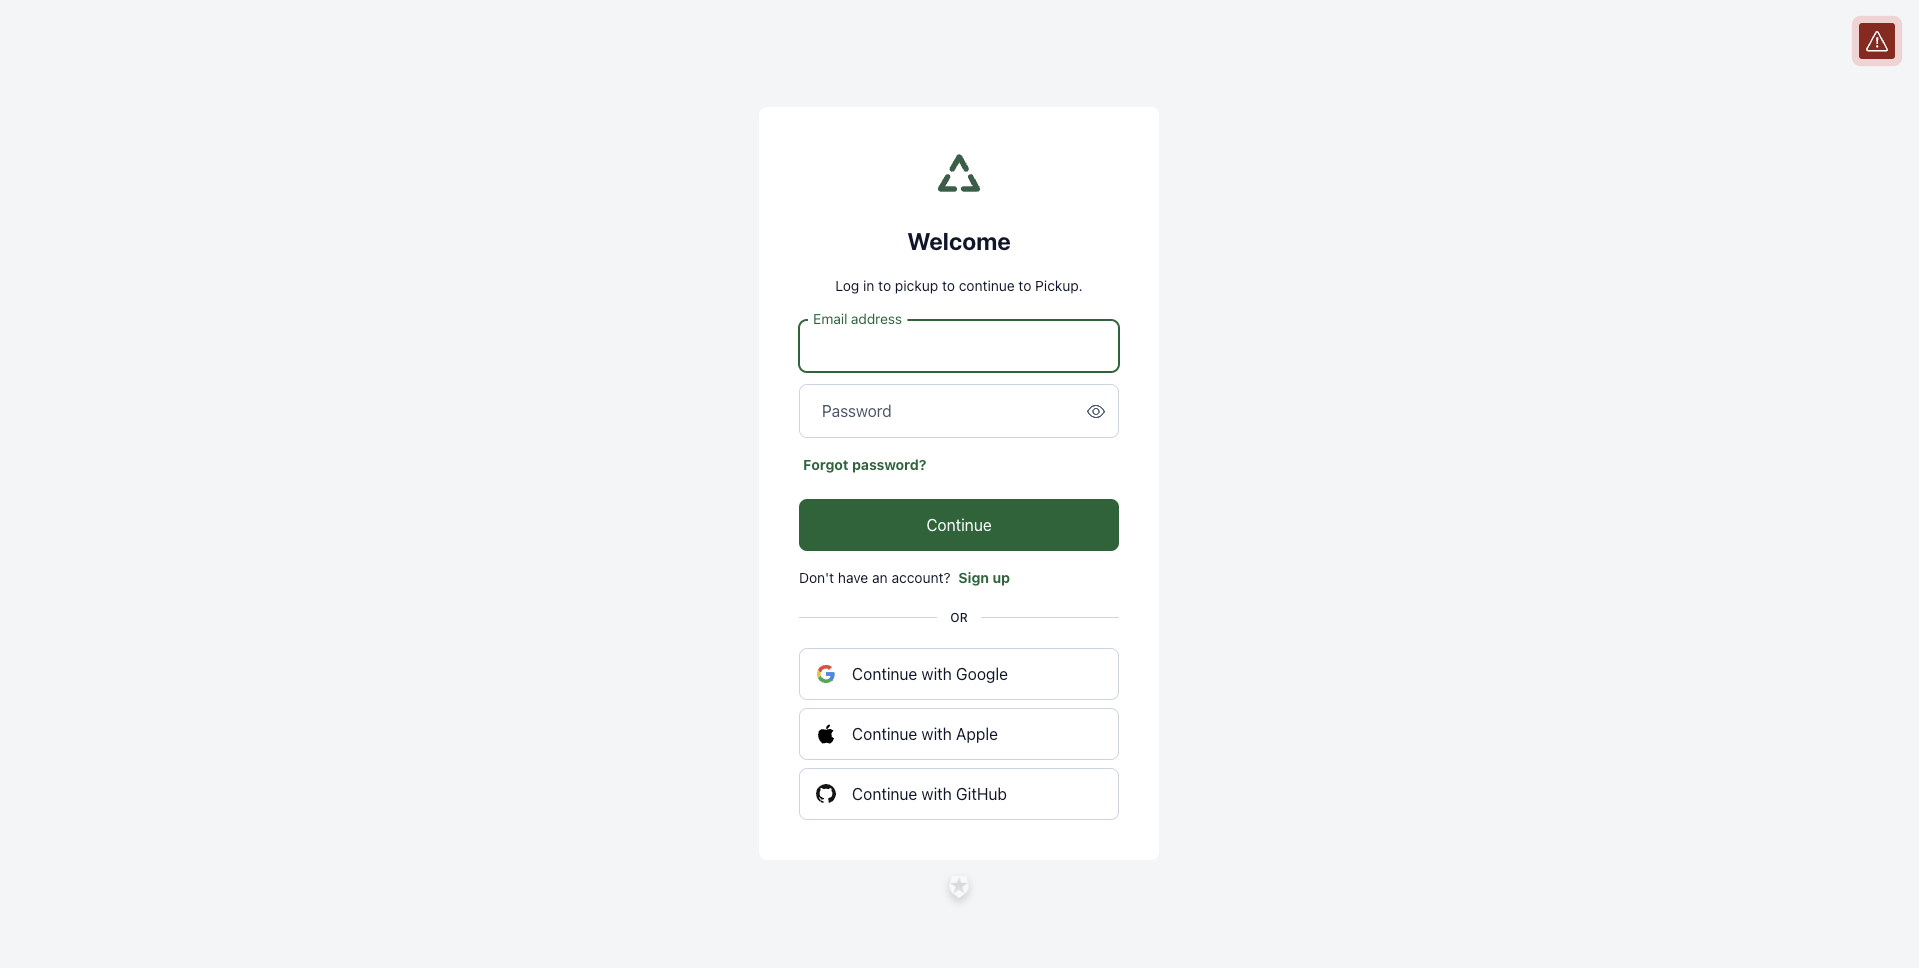 Welcome
Log in to pickup to continue to Pickup.
Email address
Password
Forgot password?
Continue
Don't have an account? Sign up
OR
Continue with Google
Continue with Apple
Continue with GitHub